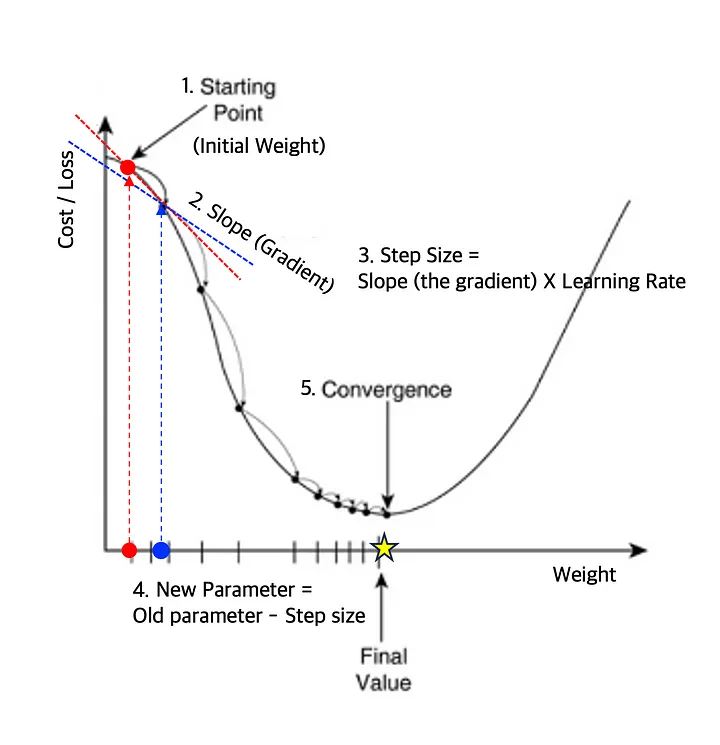 1. Starting
Point
(Initial Weight)
Cost / Loss
2. Slope (Gradient)
3. Step Size =
Slope (the gradient) X Learning Rate
5. Convergence
Weight
4. New Parameter =
Old parameter – Step size
Final
Value